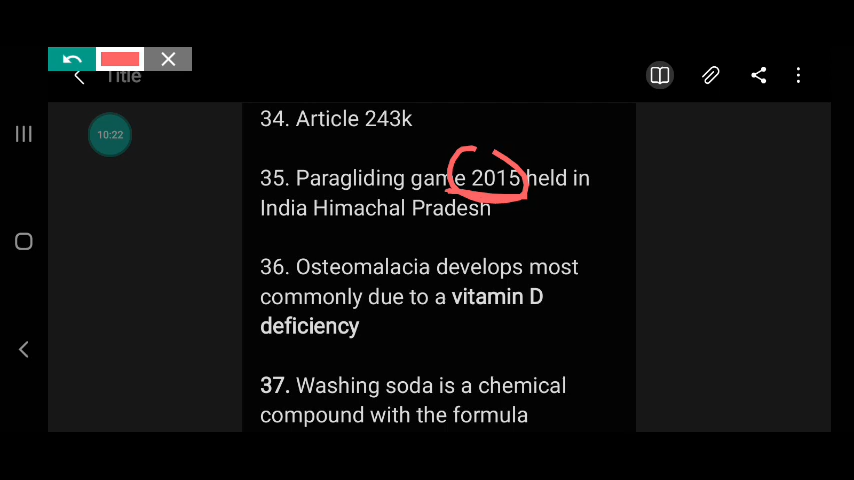 Title
10:22
34. Article 243k
35. Paragliding game 2015 held in
India Himachal Pradesh
36. Osteomalacia develops most
commonly due to a vitamin D
deficiency
37. Washing soda is a chemical
compound with the formula